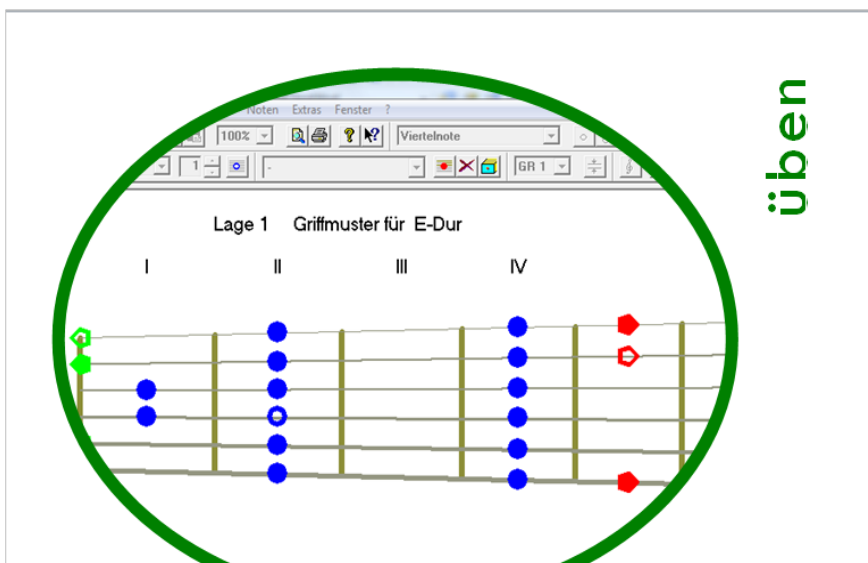 Noten Extras Fenster ?
100% Viertelnote
1 - GR 1
Lage 1 Griffmuster für E-Dur
I II III IV
üben